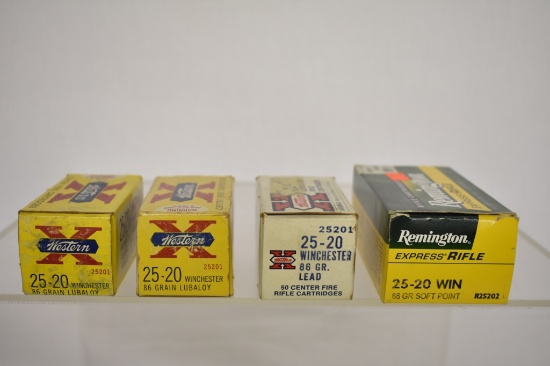 Western
25201
25-20 WINCHESTER
86 GRAIN LUBALOY
Western
25201
25-20 WINCHESTER
86 GRAIN LUBALOY
25201
25-20
WINCHESTER
86 GR.
LEAD
50 CENTER FIRE
RIFLE CARTRIDGES
Remington
EXPRESS RIFLE
25-20 WIN
86 GR SOFT POINT R25202